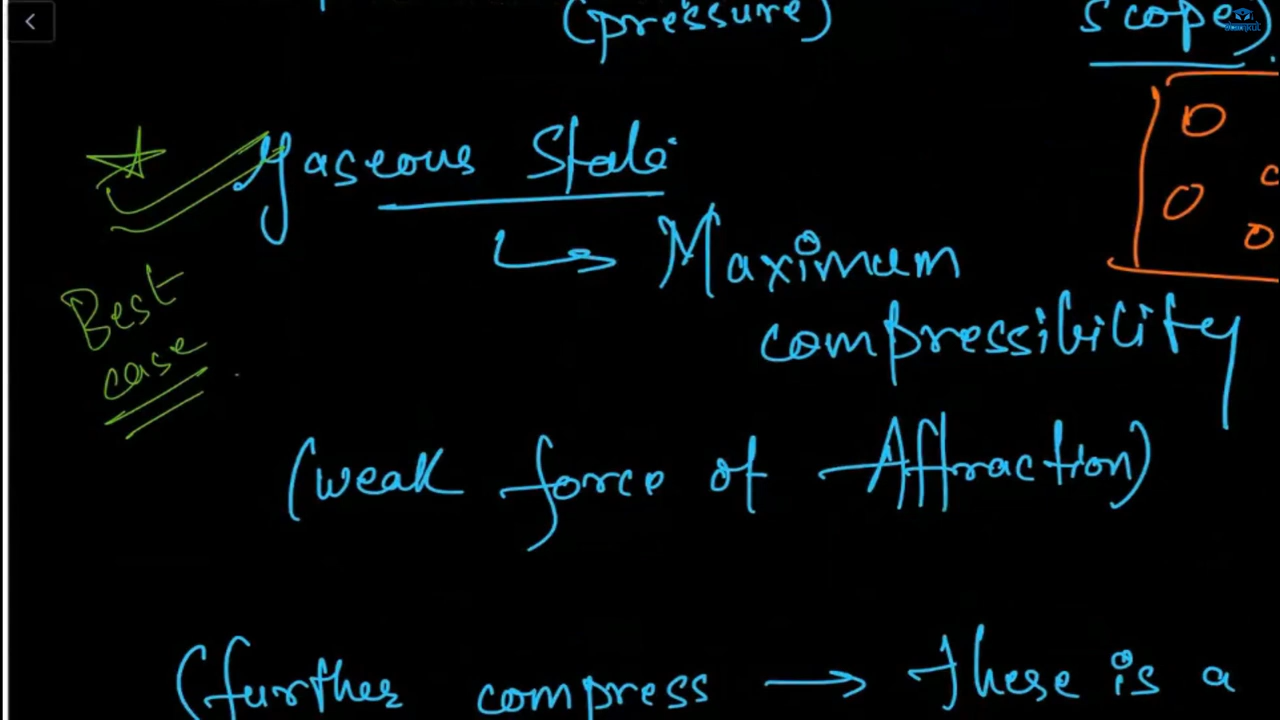 (pressure) scope).
Gaseous State
↳ Maximum
compressibility
Best
case
(weak force of Attraction)
(further compress → There is a